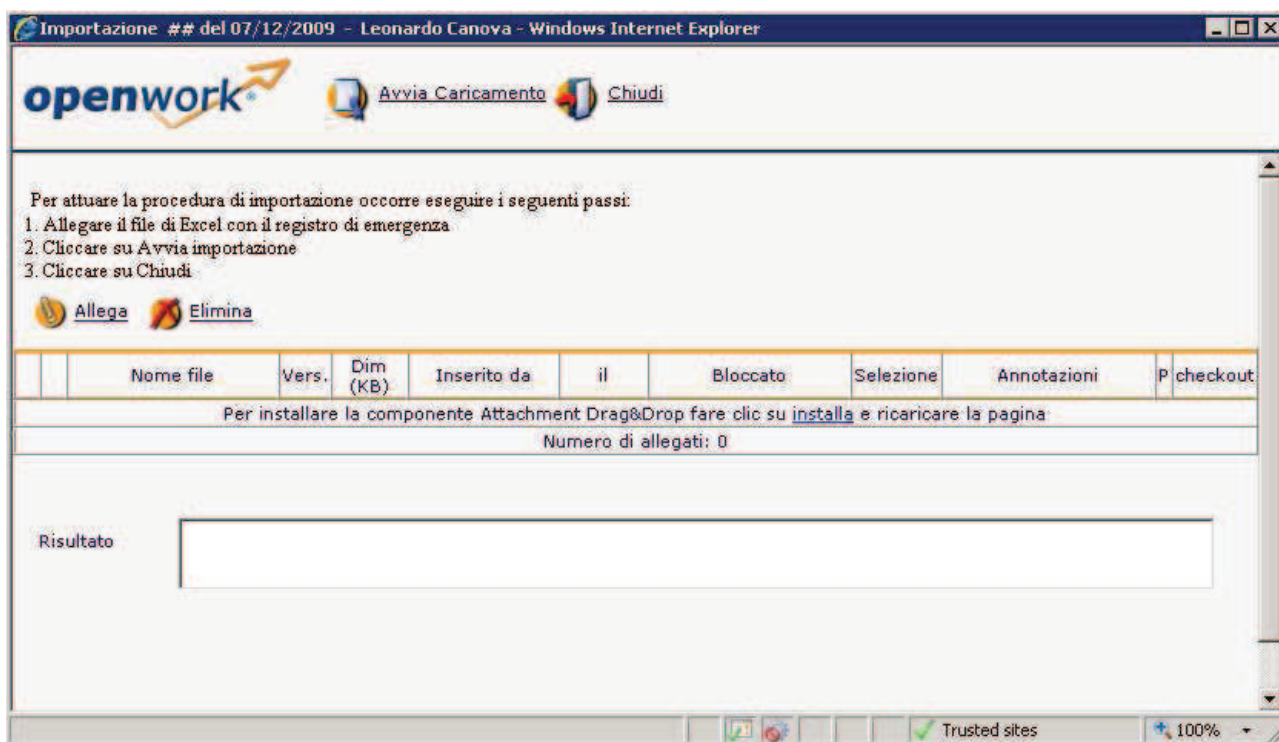 Importazione ## del 07/12/2009 - Leonardo Canova - Windows Internet Explorer
openwork
Avvia Caricamento Chiudi
Per attuare la procedura di importazione occorre eseguire i seguenti passi:
1. Allegare il file di Excel con il registro di emergenza
2. Cliccare su Avvia importazione
3. Cliccare su Chiudi
Allega Elimina
Nome file Vers. Dim (KB) Inserito da il Bloccato Selezione Annotazioni P checkout
Per installare la componente Attachment Drag&Drop fare clic su installa e ricaricare la pagina
Numero di allegati: 0
Risultato
Trusted sites 100%